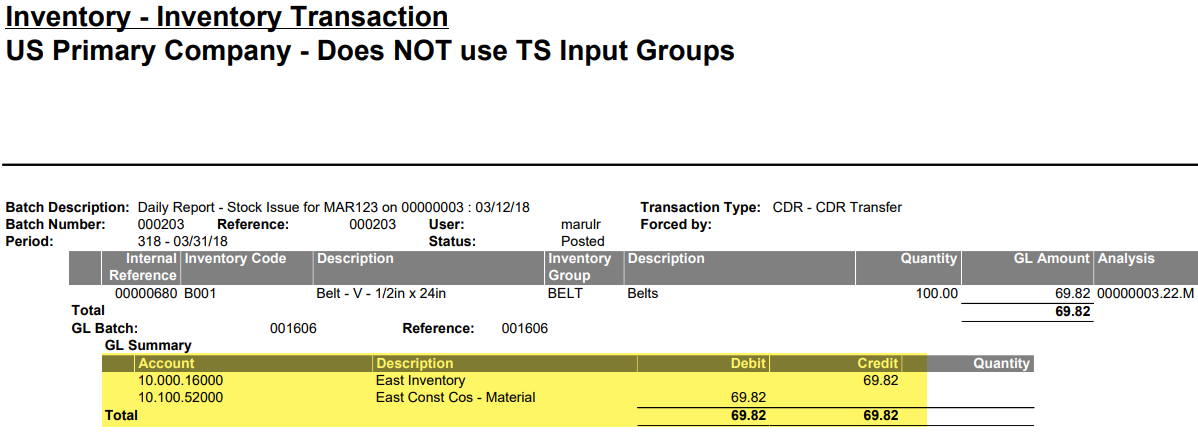 Inventory - Inventory Transaction
US Primary Company - Does NOT use TS Input Groups
Batch Description: Daily Report - Stock Issue for MAR123 on 00000003 : 03/12/18 Transaction Type: CDR - CDR Transfer
Batch Number: 000203 Reference: 000203 User: marulr Forced by:
Period: 318 - 03/31/18 Status: Posted
Internal Inventory Code Description Inventory Description Quantity GL Amount Analysis
Reference Group
00000680 B001 Belt - V - 1/2in x 24in BELT Belts 100.00 69.82 00000003.22.M
Total 69.82
GL Batch: 001606 Reference: 001606
GL Summary
Account Description Debit Credit Quantity
10.000.16000 East Inventory 69.82
10.100.52000 East Const Cos - Material 69.82
Total 69.82 69.82